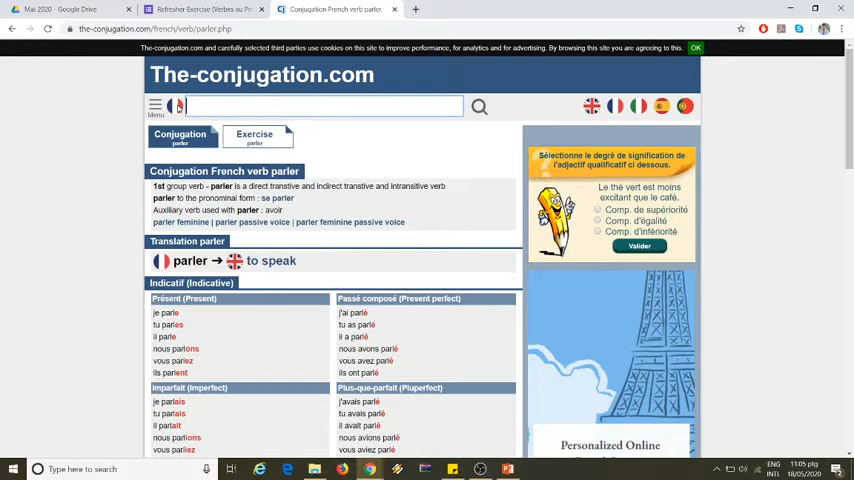 Mai 2020 - Google Drive
Refresher Exercise (Verbes au Pr
Conjugation French verb parler
the-conjugation.com/french/verb/parler.php
The-conjugation.com and carefully selected third parties use cookies on this site to improve performance, for analytics and for advertising. By browsing this site you are agreeing to this.
OK
The-conjugation.com
Menu
Conjugation
parler
Exercise
parler
Conjugation French verb parler
1st group verb - parler is a direct transtive and indirect transtive and intransitive verb
parler to the pronominal form : se parler
Auxiliary verb used with parler : avoir
parler feminine | parler passive voice | parler feminine passive voice
Translation parler
parler ➔ to speak
Indicatif (Indicative)
Présent (Present)
je parle
tu parles
il parle
nous parlons
vous parlez
ils parlent
Passé composé (Present perfect)
j'ai parlé
tu as parlé
il a parlé
nous avons parlé
vous avez parlé
ils ont parlé
Imparfait (Imperfect)
je parlais
tu parlais
il parlait
nous parlions
vous parliez
Plus-que-parfait (Pluperfect)
j'avais parlé
tu avais parlé
il avait parlé
nous avions parlé
vous aviez parlé
Sélectionne le degré de signification de
l'adjectif qualificatif ci dessous.
Le thé vert est moins
excitant que le café.
Comp. de supériorité
Comp. d'égalité
Comp. d'infériorité
Valider
Personalized Online
Type here to search
ENG
INTL
11:05 ptg
18/05/2020
2